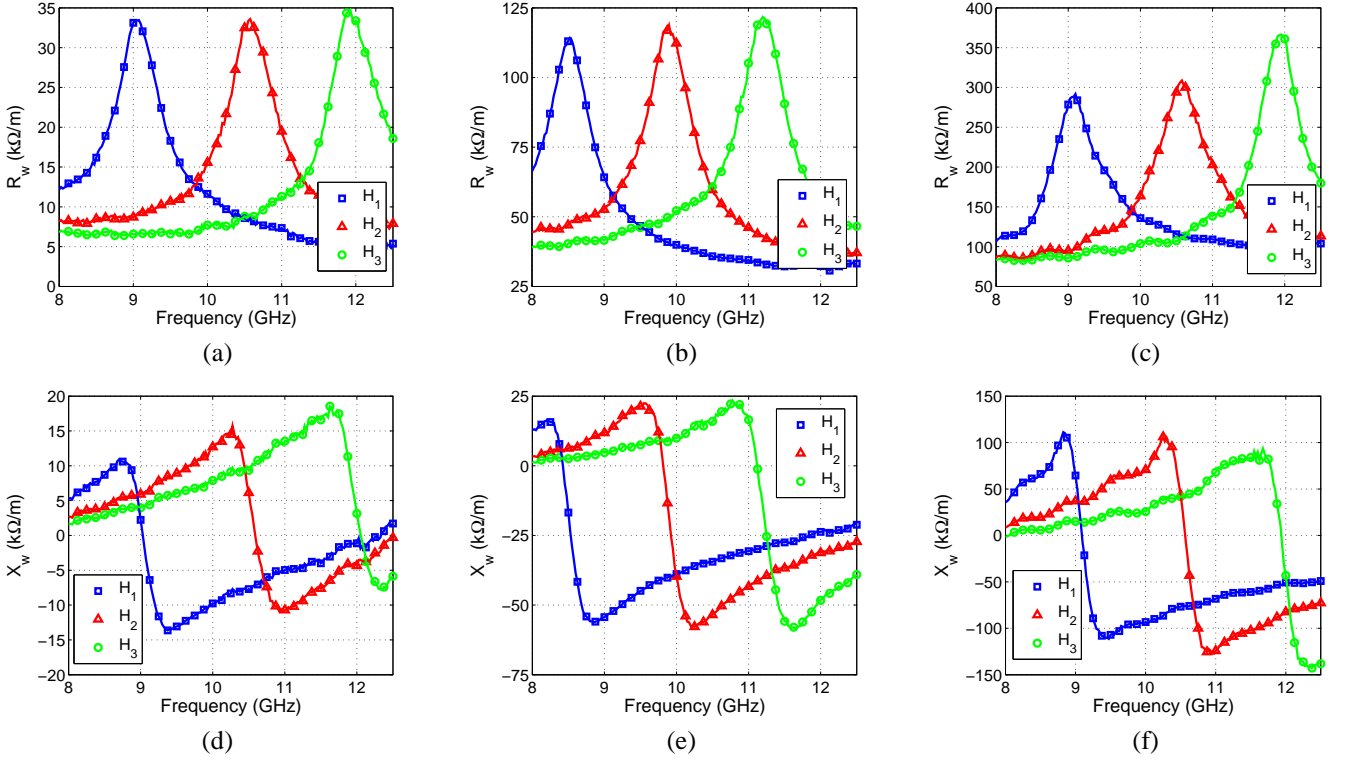 35
30
25
20
15
10
5
0
R_w (kΩ/m)
8 9 10 11 12
Frequency (GHz)
H_1
H_2
H_3
(a)
125
100
75
50
25
R_w (kΩ/m)
8 9 10 11 12
Frequency (GHz)
H_1
H_2
H_3
(b)
400
350
300
250
200
150
100
50
R_w (kΩ/m)
8 9 10 11 12
Frequency (GHz)
H_1
H_2
H_3
(c)
20
15
10
5
0
−5
−10
−15
−20
X_w (kΩ/m)
8 9 10 11 12
Frequency (GHz)
H_1
H_2
H_3
(d)
25
0
−25
−50
−75
X_w (kΩ/m)
8 9 10 11 12
Frequency (GHz)
H_1
H_2
H_3
(e)
150
100
50
0
−50
−100
−150
X_w (kΩ/m)
8 9 10 11 12
Frequency (GHz)
H_1
H_2
H_3
(f)